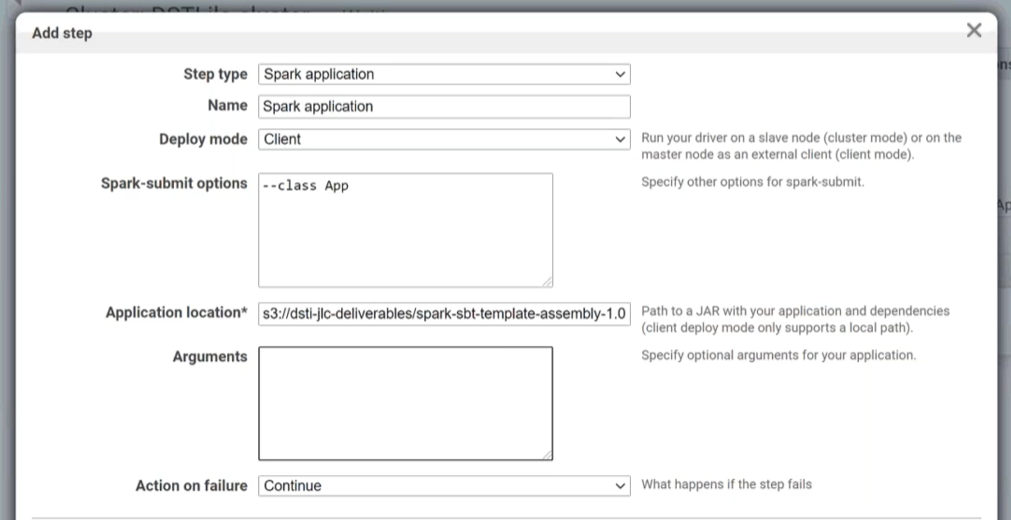 Add step
Step type Spark application
Name Spark application
Deploy mode Client
Run your driver on a slave node (cluster mode) or on the
master node as an external client (client mode).
Spark-submit options --class App
Specify other options for spark-submit.
Application location* s3://dsti-jlc-deliverables/spark-sbt-template-assembly-1.0
Path to a JAR with your application and dependencies
(client deploy mode only supports a local path).
Arguments
Specify optional arguments for your application.
Action on failure Continue
What happens if the step fails